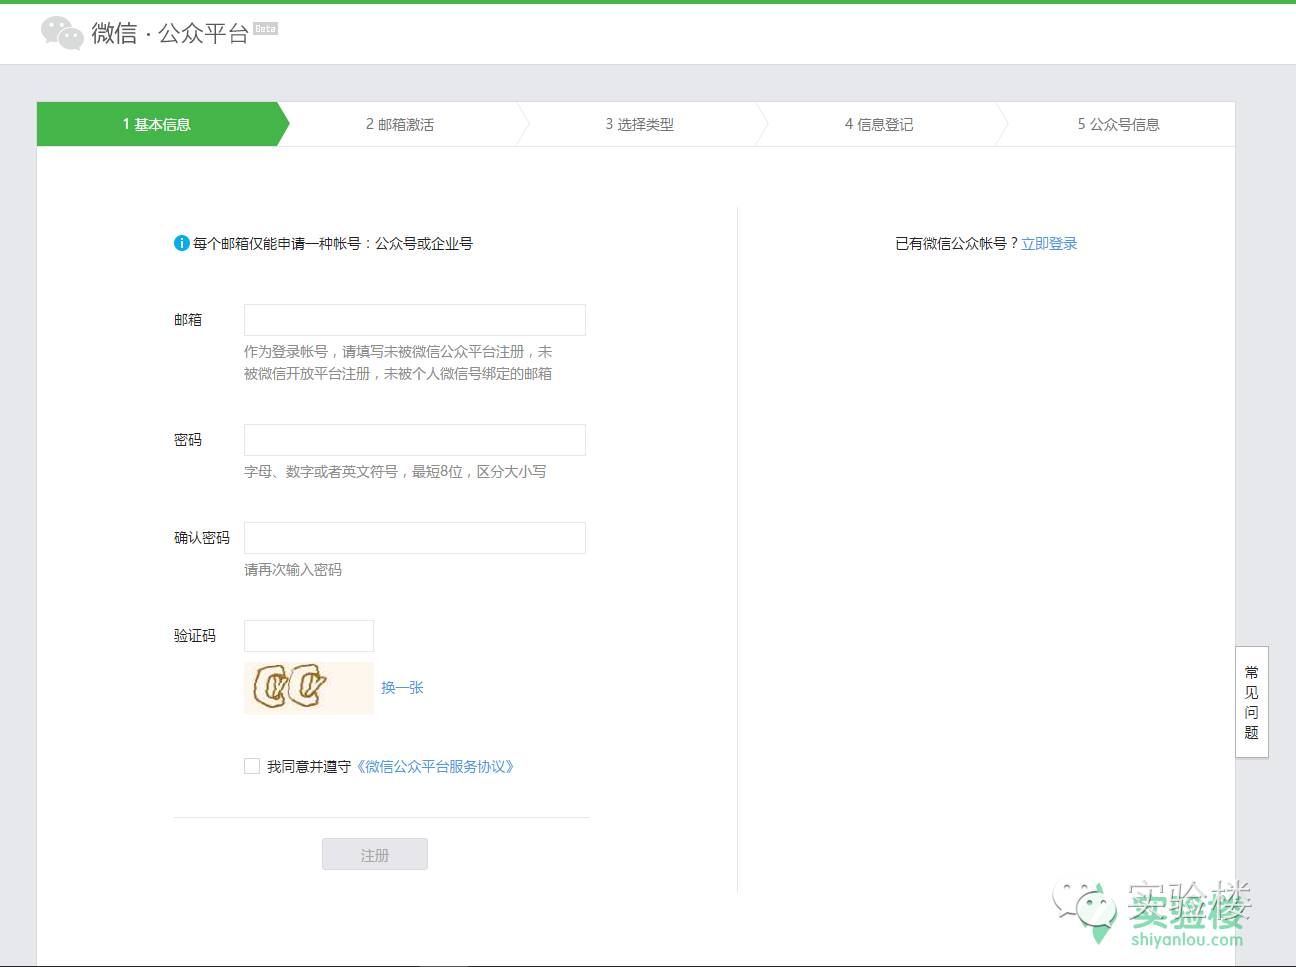 微信·公众平台 Beta
1 基本信息
2 邮箱激活
3 选择类型
4 信息登记
5 公众号信息
每个邮箱仅能申请一种帐号：公众号或企业号
已有微信公众帐号？立即登录
邮箱
作为登录帐号，请填写未被微信公众平台注册，未
被微信开放平台注册，未被个人微信号绑定的邮箱
密码
字母、数字或者英文符号，最短8位，区分大小写
确认密码
请再次输入密码
验证码
换一张
我同意并遵守《微信公众平台服务协议》
注册
常
见
问
题
实验楼
实验楼
shiyanlou.com